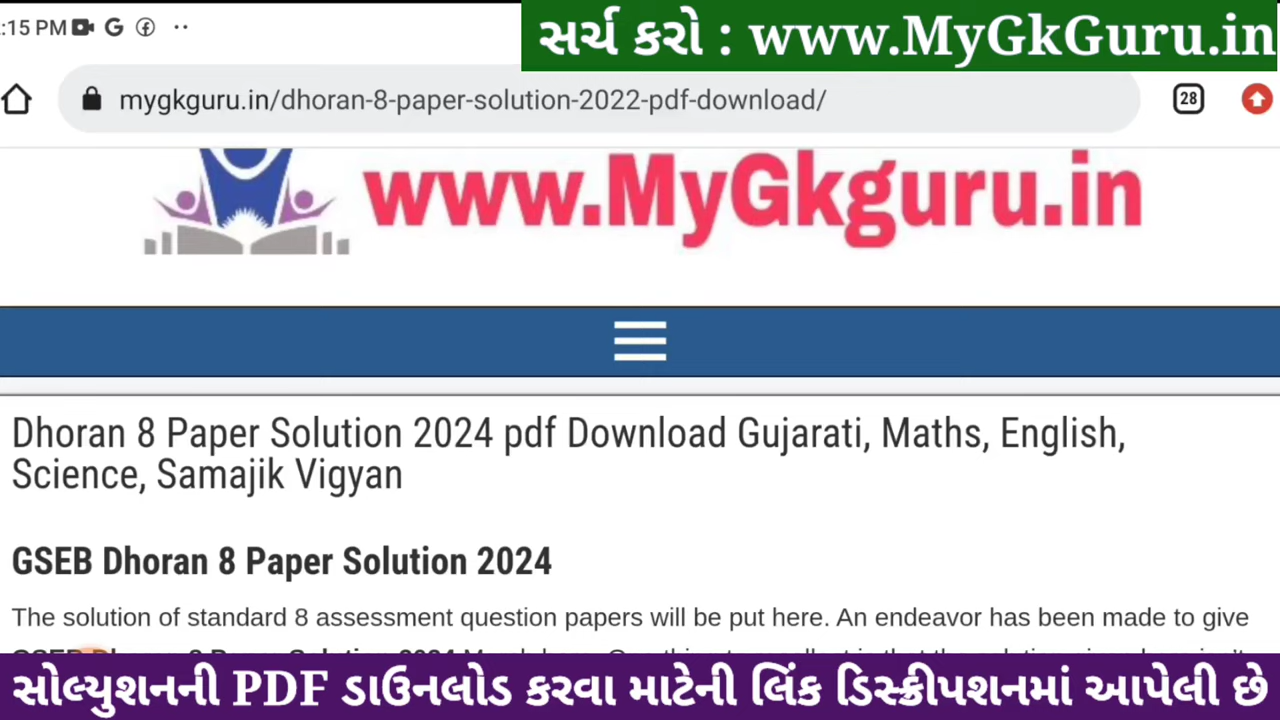 :15 PM
સર્ચ કરો : www.MyGkGuru.in
mygkguru.in/dhoran-8-paper-solution-2022-pdf-download/
28
www.MyGkguru.in
Dhoran 8 Paper Solution 2024 pdf Download Gujarati, Maths, English,
Science, Samajik Vigyan
GSEB Dhoran 8 Paper Solution 2024
The solution of standard 8 assessment question papers will be put here. An endeavor has been made to give
સોલ્યુશનની PDF ડાઉનલોડ કરવા માટેની લિંક ડિસ્ક્રીપશનમાં આપેલી છે